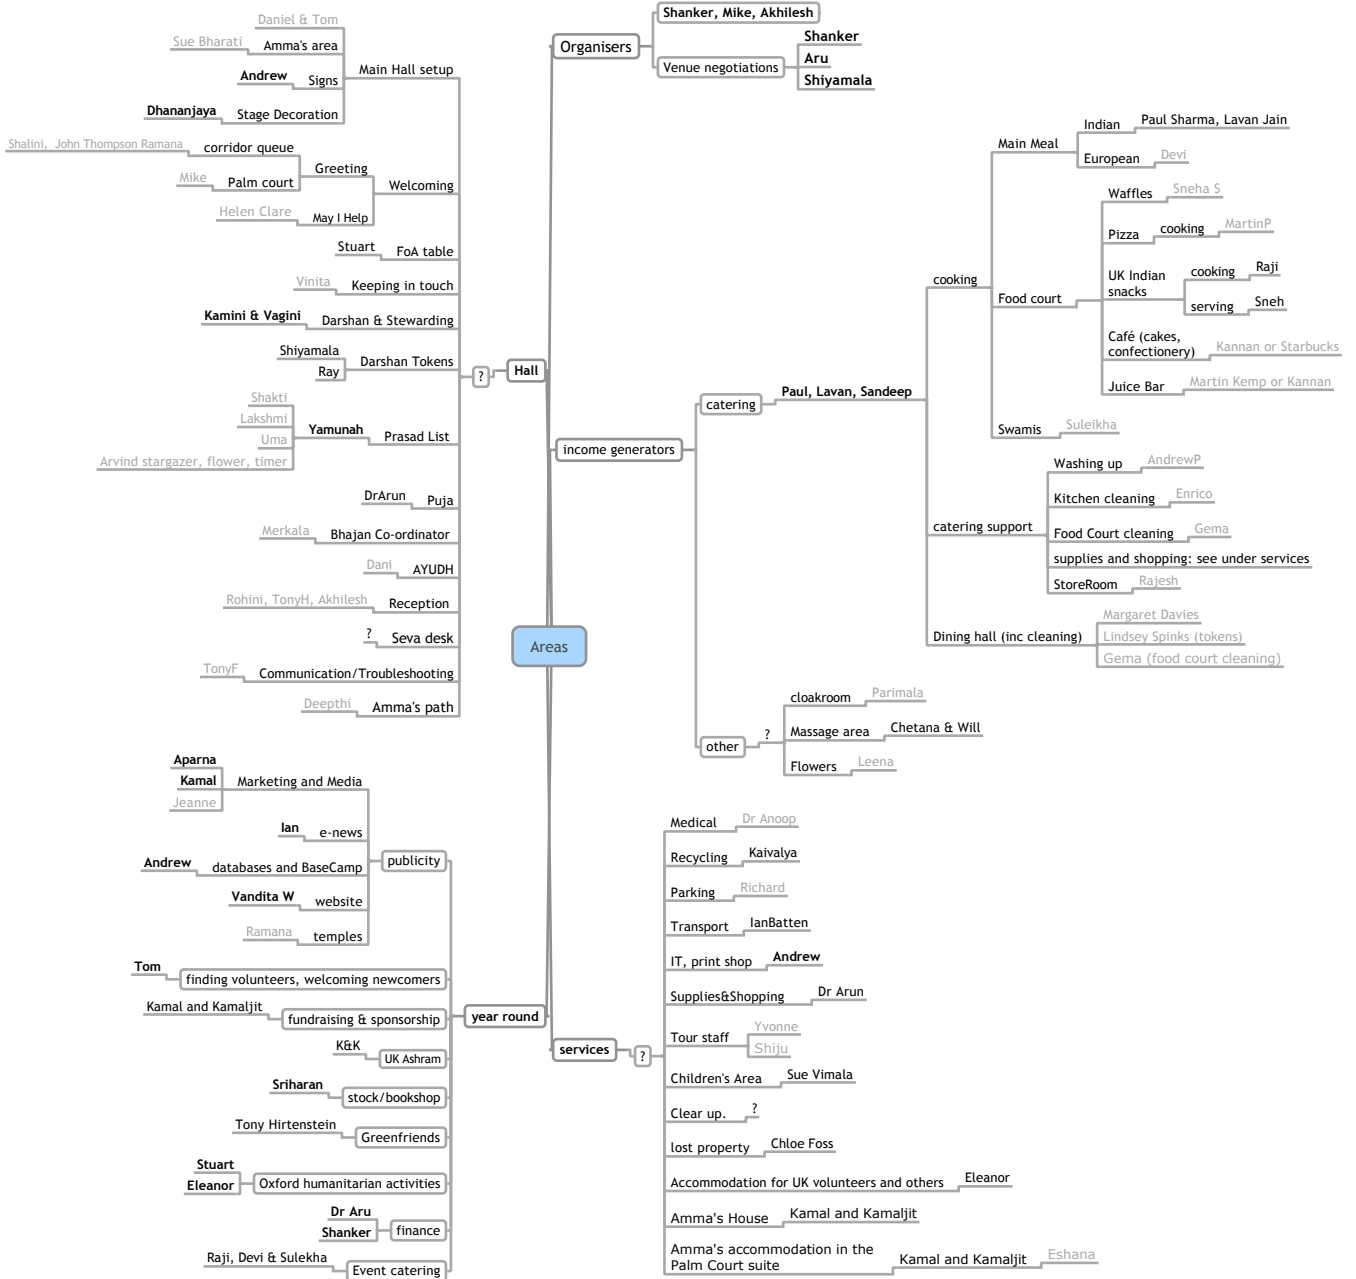 Areas
Organisers
Shanker, Mike, Akhilesh
Venue negotiations
Shanker
Aru
Shiyamala
Hall
?
Main Hall setup
Daniel & Tom
Amma's area
Sue Bharati
Signs
Andrew
Stage Decoration
Dhananjaya
Welcoming
Greeting
corridor queue
Shalini, John Thompson Ramana
Palm court
Mike
May I Help
Helen Clare
FoA table
Stuart
Keeping in touch
Vinita
Darshan & Stewarding
Kamini & Vagini
Darshan Tokens
Shiyamala
Ray
Prasad List
Yamunah
Shakti
Lakshmi
Uma
Arvind stargazer, flower, timer
Puja
DrArun
Bhajan Co-ordinator
Merkala
AYUDH
Dani
Reception
Rohini, TonyH, Akhilesh
Seva desk
?
Communication/Troubleshooting
TonyF
Amma's path
Deepthi
income generators
catering
Paul, Lavan, Sandeep
cooking
Main Meal
Indian
Paul Sharma, Lavan Jain
European
Devi
Food court
Waffles
Sneha S
Pizza
cooking
MartinP
UK Indian
snacks
cooking
Raji
serving
Sneh
Café (cakes,
confectionery)
Kannan or Starbucks
Juice Bar
Martin Kemp or Kannan
Swamis
Suleikha
catering support
Washing up
AndrewP
Kitchen cleaning
Enrico
Food Court cleaning
Gema
supplies and shopping: see under services
StoreRoom
Rajesh
Dining hall (inc cleaning)
Margaret Davies
Lindsey Spinks (tokens)
Gema (food court cleaning)
other
?
cloakroom
Parimala
Massage area
Chetana & Will
Flowers
Leena
year round
publicity
Marketing and Media
Aparna
Kamal
Jeanne
e-news
Ian
databases and BaseCamp
Andrew
website
Vandita W
temples
Ramana
finding volunteers, welcoming newcomers
Tom
fundraising & sponsorship
Kamal and Kamaljit
UK Ashram
K&K
stock/bookshop
Sriharan
Greenfriends
Tony Hirtenstein
Oxford humanitarian activities
Stuart
Eleanor
finance
Dr Aru
Shanker
Event catering
Raji, Devi & Sulekha
services
?
Medical
Dr Anoop
Recycling
Kaivalya
Parking
Richard
Transport
IanBatten
IT, print shop
Andrew
Supplies&Shopping
Dr Arun
Tour staff
Yvonne
Shiju
Children's Area
Sue Vimala
Clear up.
?
lost property
Chloe Foss
Accommodation for UK volunteers and others
Eleanor
Amma's House
Kamal and Kamaljit
Amma's accommodation in the
Palm Court suite
Kamal and Kamaljit
Eshana